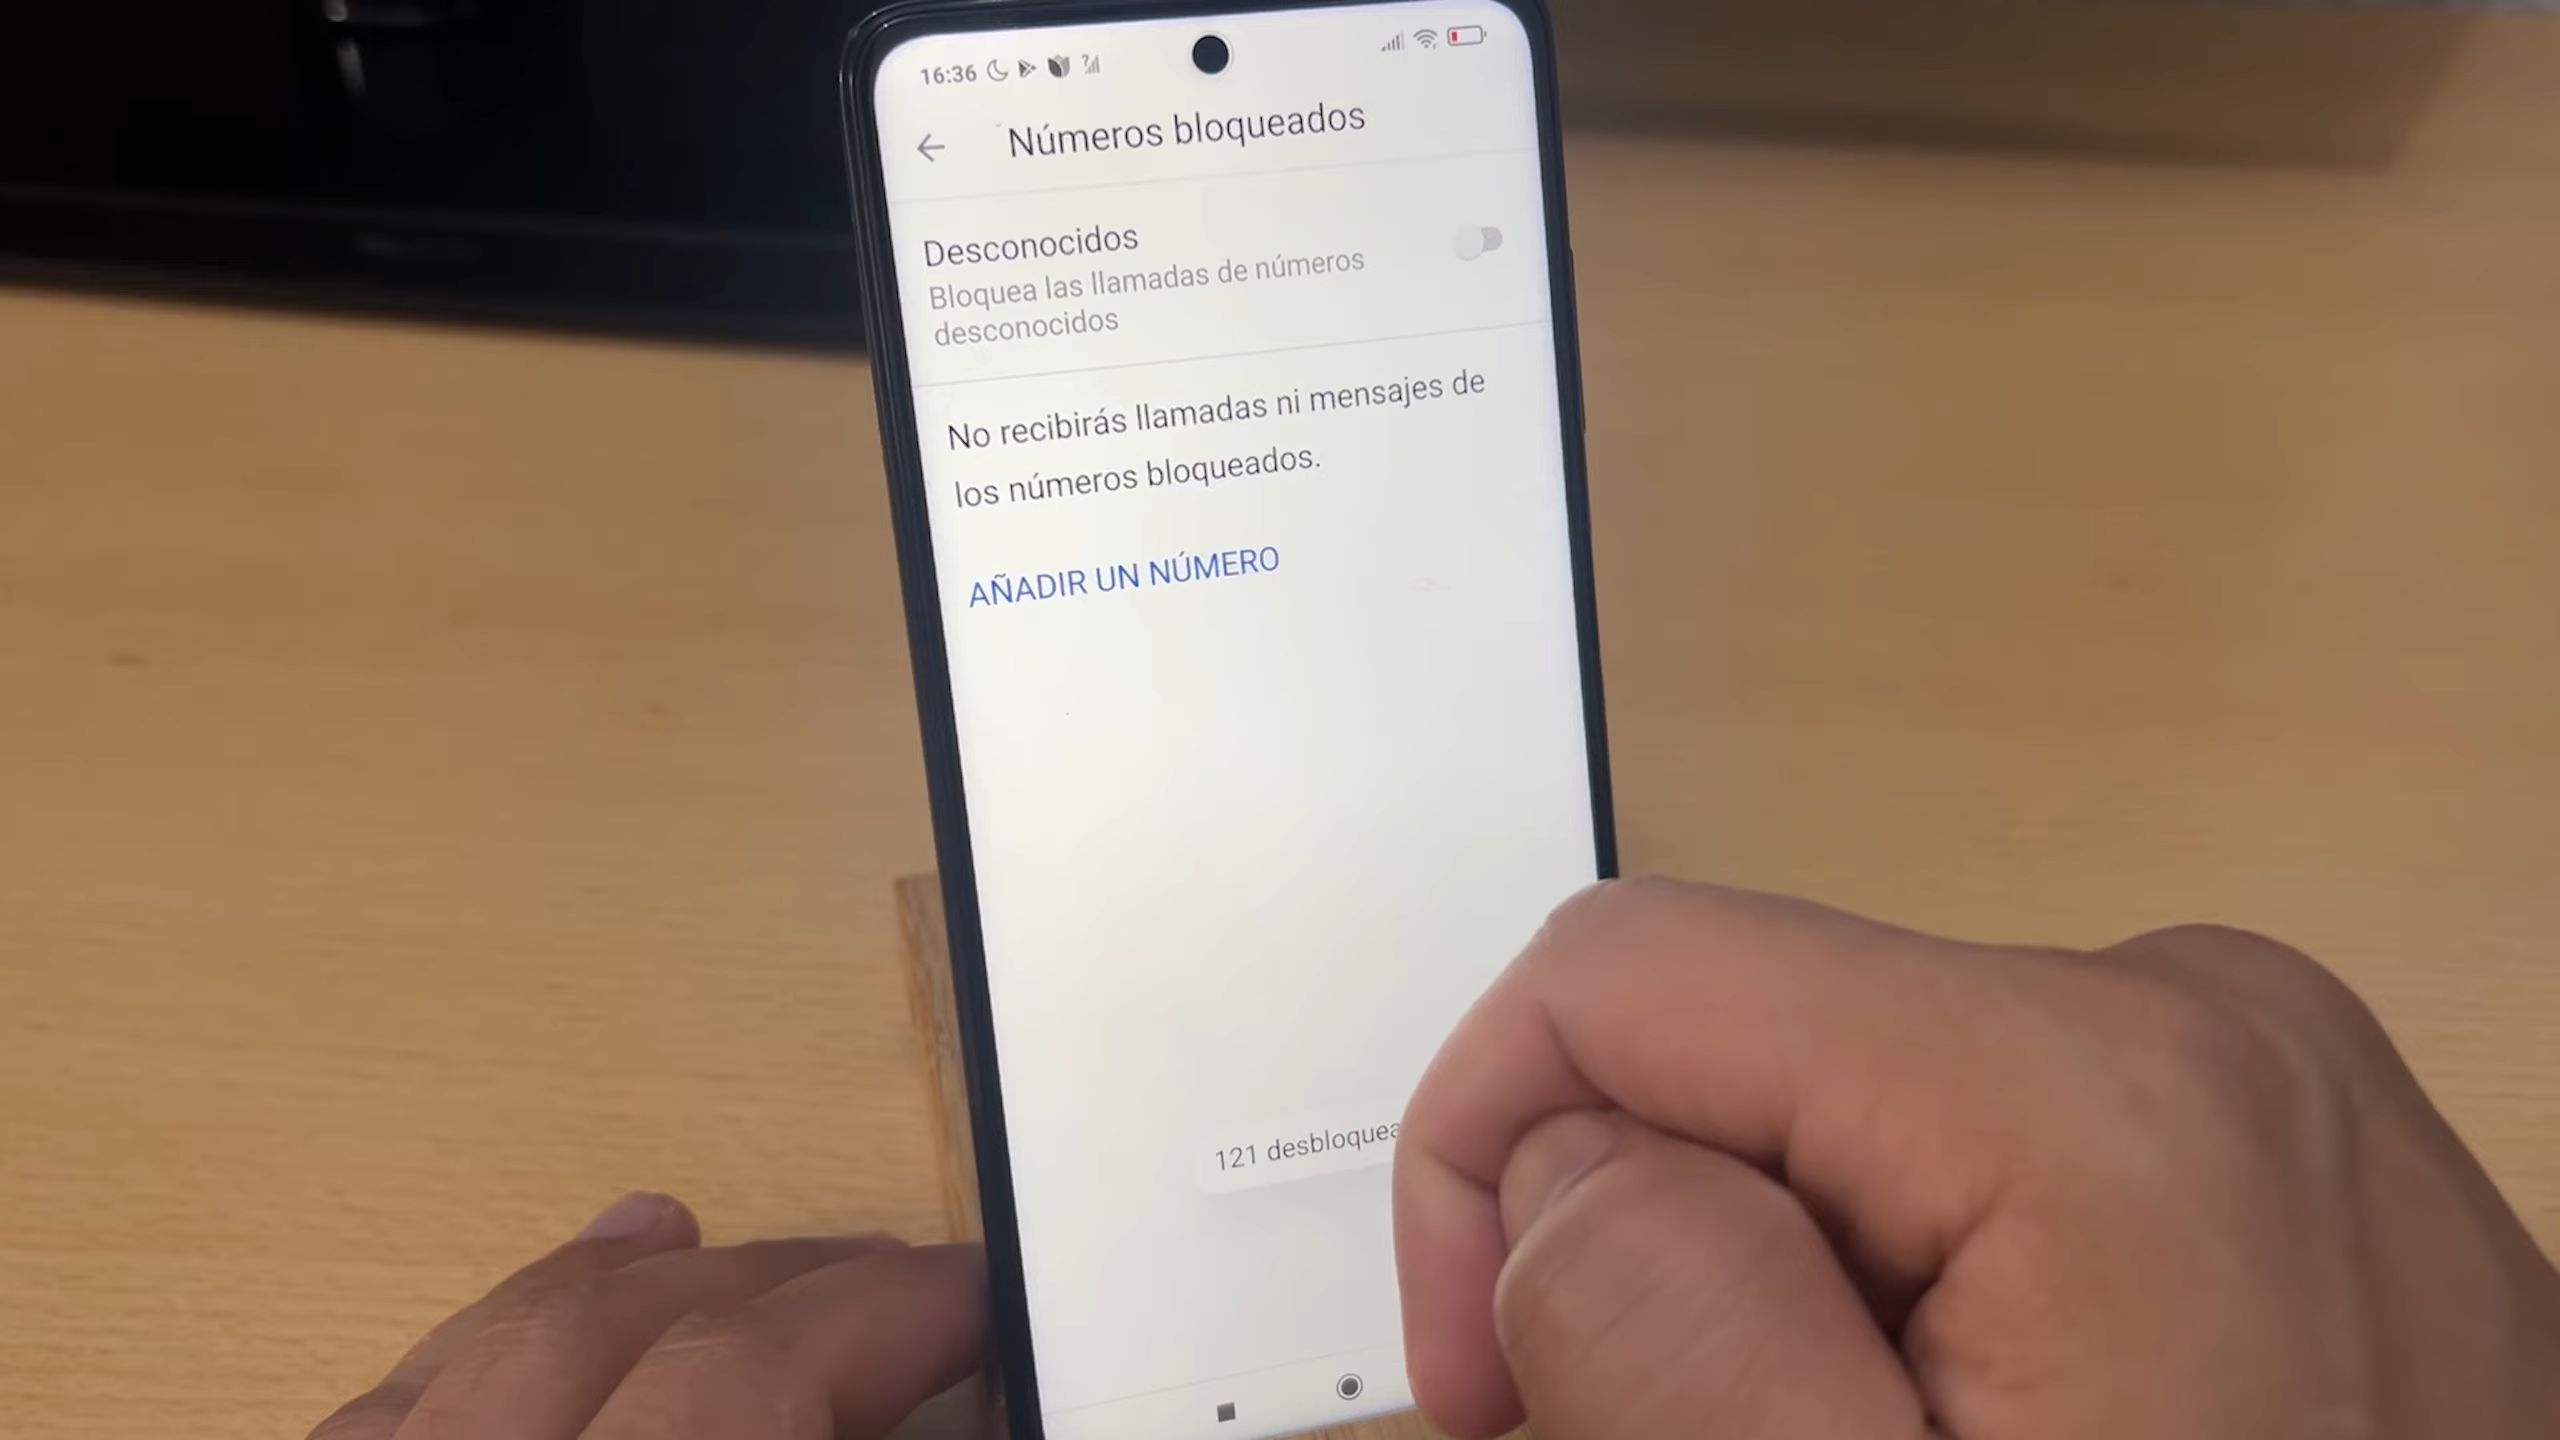 16:36
Números bloqueados
Desconocidos
Bloquea las llamadas de números
desconocidos
No recibirás llamadas ni mensajes de
los números bloqueados.
AÑADIR UN NÚMERO
121